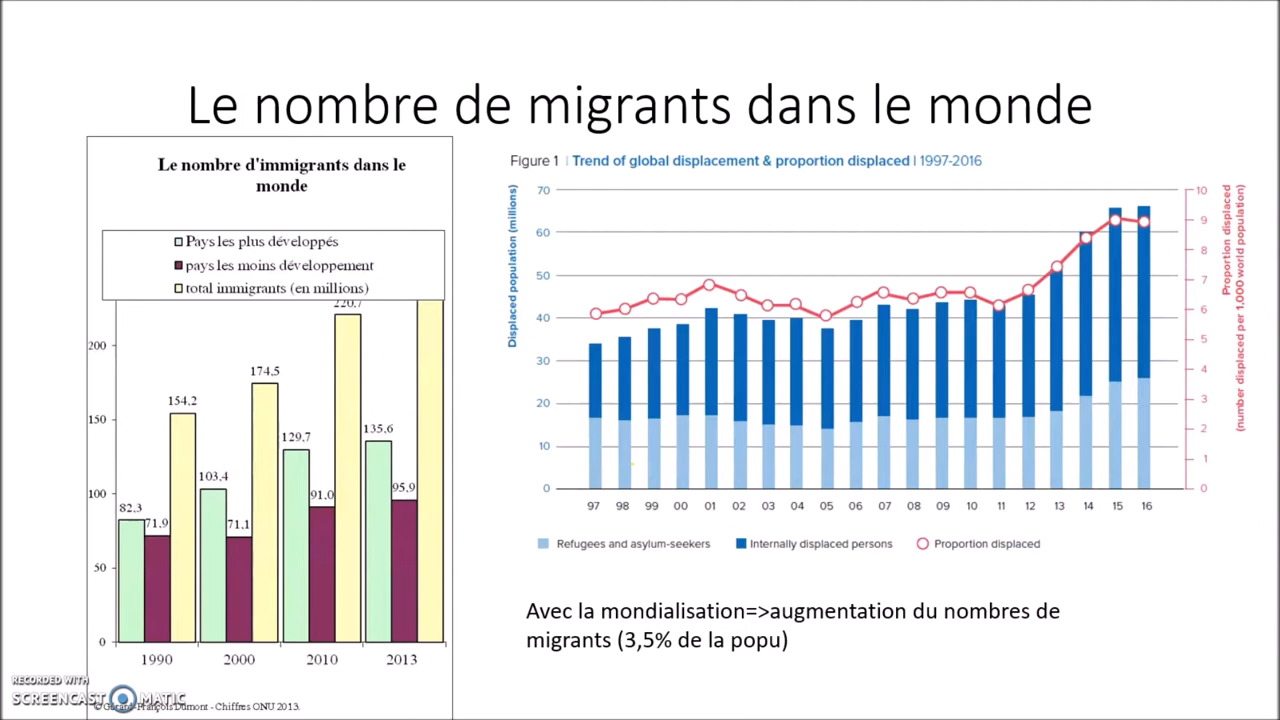 Le nombre de migrants dans le monde
Le nombre d'immigrants dans le
monde
Pays les plus développés
pays les moins développement
total immigrants (en millions)
220,7
200
174,5
154,2
150
135,6
129,7
103,4
100
95,9
91,0
82,3
71,9
71,1
50
0
1990 2000 2010 2013
© Gérard-François Dumont - Chiffres ONU 2013.
Figure 1 | Trend of global displacement & proportion displaced | 1997-2016
Displaced population (millions)
70
60
50
40
30
20
10
0
10
9
8
7
6
5
4
3
2
1
0
Proportion displaced
(number displaced per 1,000 world population)
97 98 99 00 01 02 03 04 05 06 07 08 09 10 11 12 13 14 15 16
Refugees and asylum-seekers Internally displaced persons Proportion displaced
Avec la mondialisation=>augmentation du nombres de
migrants (3,5% de la popu)
RECORDED WITH
SCREENCAST MATIC